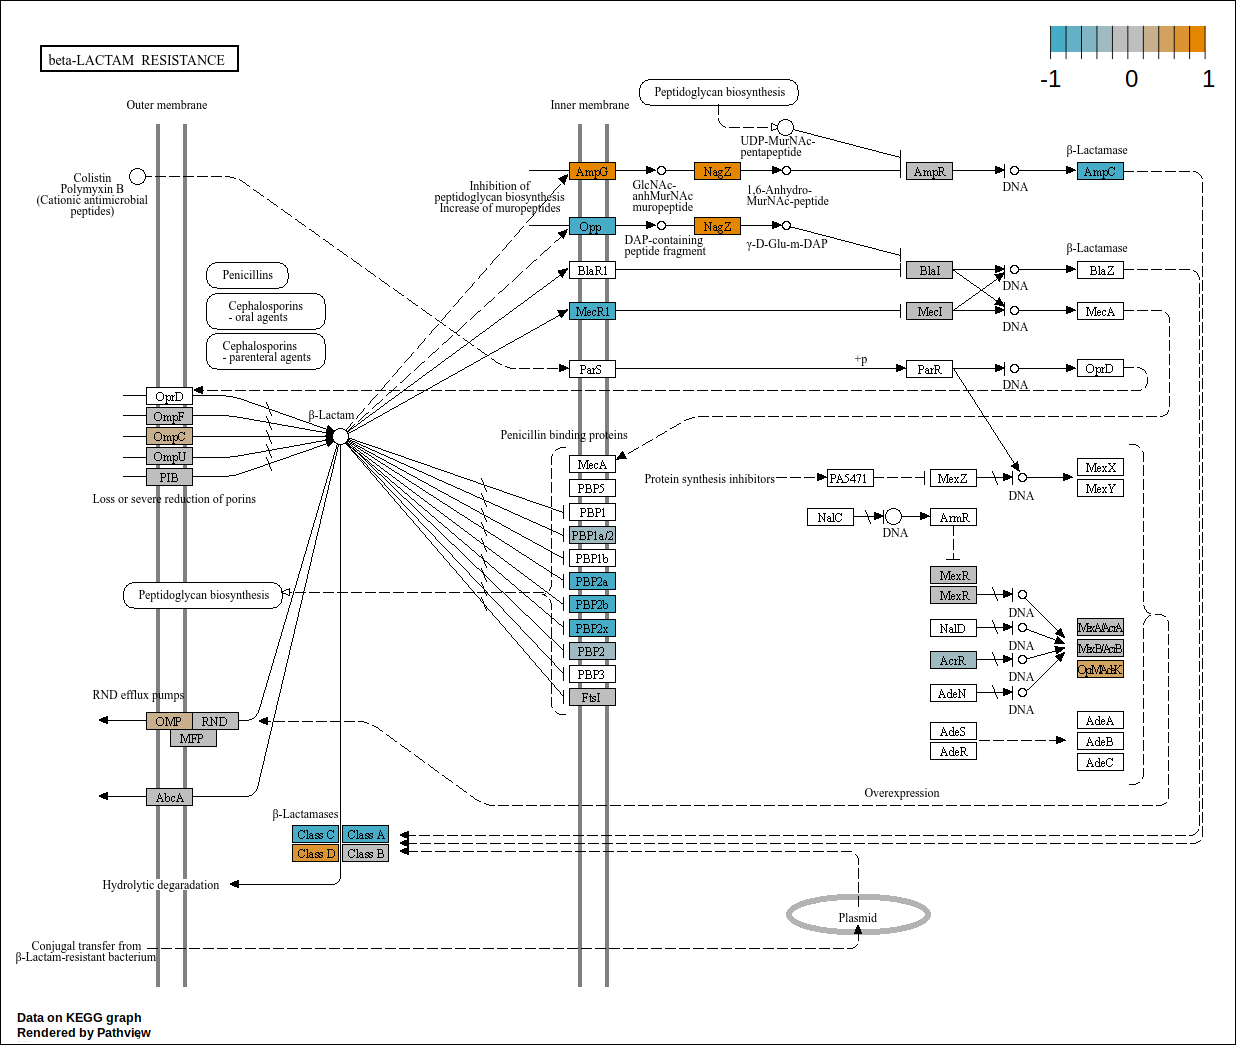 beta-LACTAM RESISTANCE
-1 0 1
Outer membrane
Inner membrane
Peptidoglycan biosynthesis
UDP-MurNAc-
pentapeptide
β-Lactamase
Colistin
Polymyxin B
(Cationic antimicrobial
peptides)
Inhibition of
peptidoglycan biosynthesis
Increase of muropeptides
AmpG
NagZ
AmpR
DNA
AmpC
GlcNAc-
anhMurNAc
muropeptide
1,6-Anhydro-
MurNAc-peptide
Opp
NagZ
DAP-containing
peptide fragment
γ-D-Glu-m-DAP
β-Lactamase
Penicillins
Cephalosporins
- oral agents
Cephalosporins
- parenteral agents
BlaR1
BlaI
DNA
BlaZ
MecR1
MecI
DNA
MecA
ParS
+p
ParR
DNA
OprD
OprD
OmpF
OmpC
OmpU
PIB
Loss or severe reduction of porins
β-Lactam
Penicillin binding proteins
MecA
PBP5
PBP1
PBP1a/2
PBP1b
PBP2a
PBP2b
PBP2x
PBP2
PBP3
FtsI
Protein synthesis inhibitors
PA5471
MexZ
DNA
MexX
MexY
NalC
DNA
ArmR
MexR
MexR
DNA
NalD
DNA
AcrR
DNA
AdeN
DNA
MexA/AcrA
MexB/AcrB
OprM/AdeK
AdeS
AdeR
AdeA
AdeB
AdeC
Overexpression
Peptidoglycan biosynthesis
RND efflux pumps
OMP
RND
MFP
AbcA
β-Lactamases
Class C
Class A
Class D
Class B
Hydrolytic degaradation
Plasmid
Conjugal transfer from
β-Lactam-resistant bacterium
Data on KEGG graph
Rendered by Pathview